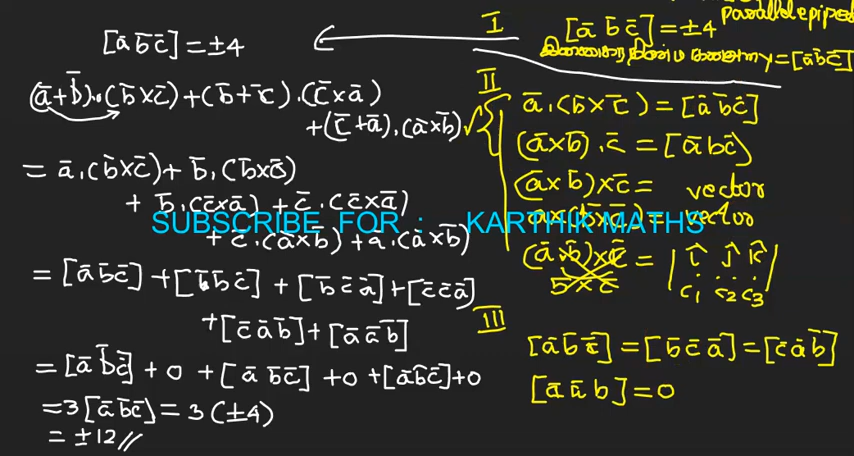 [ā b̄ c̄] = ±4
(ā+b̄).(b̄×c̄)+(b̄+c̄).(c̄×ā)
+(c̄+ā).(ā×b̄)
= ā.(b̄×c̄)+ b̄.(b×c̄)
+ b̄.(c̄×ā) + c̄.(c̄×ā)
+ c̄.(ā×b̄)+ā.(ā×b̄)
= [ā b̄ c̄] + [b̄ b̄ c̄] + [b̄ c̄ ā] + [c̄ c̄ ā]
+[c̄ ā b̄]+[ā ā b̄]
= [ā b̄ c̄] + 0 + [ā b̄ c̄] + 0 + [ā b̄ c̄]+0
= 3[ā b̄ c̄] = 3(±4)
= ±12//
parallelepiped
I
[ā b̄ c̄] = ±4
= [ā b̄ c̄]
II
ā.(b̄×c̄) = [ā b̄ c̄]
(ā×b̄).c̄ = [ā b c̄]
(ā×b̄)×c̄ = vector
ā×(b̄×c̄) = vector
(ā×b̄)×c̄ = | î ĵ k̂ |
b×c̄ c₁ c₂ c₃
III
[ā b̄ c̄] = [b̄ c̄ ā] = [c̄ ā b̄]
[ā ā b] = 0
SUBSCRIBE FOR : KARTHIK MATHS